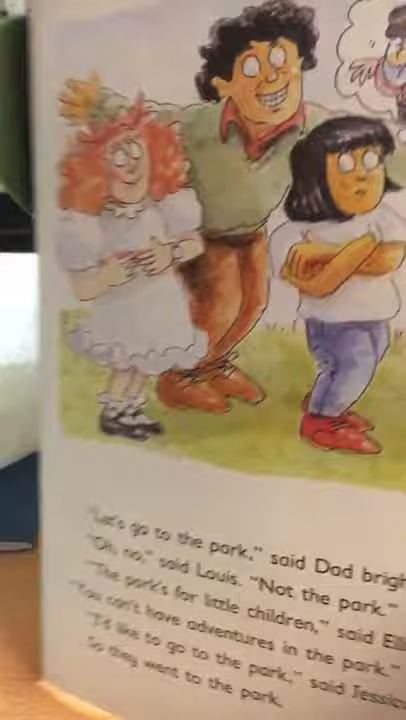 "Let's go to the park," said Dad brigh
"Oh, no," said Louis. "Not the park."
"The park's for little children," said Elli
"You can't have adventures in the park."
"I'd like to go to the park," said Jessica
So they went to the park.